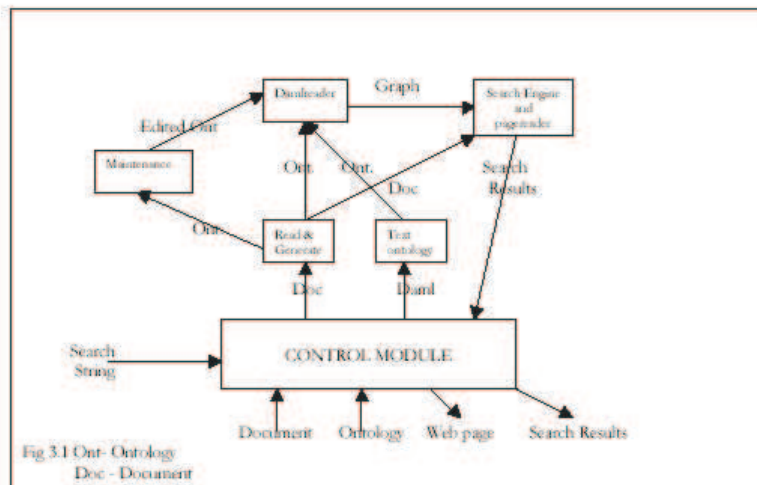 Damlreader
Graph
Search Engine
and
pagereader
Edited Ont
Maintenance
Ont.
Ont.
Doc
Search
Results
Ont
Read &
Generate
Text
ontology
Doc
Daml
Search
String
CONTROL MODULE
Document
Ontology
Web page
Search Results
Fig 3.1 Ont- Ontology
Doc - Document